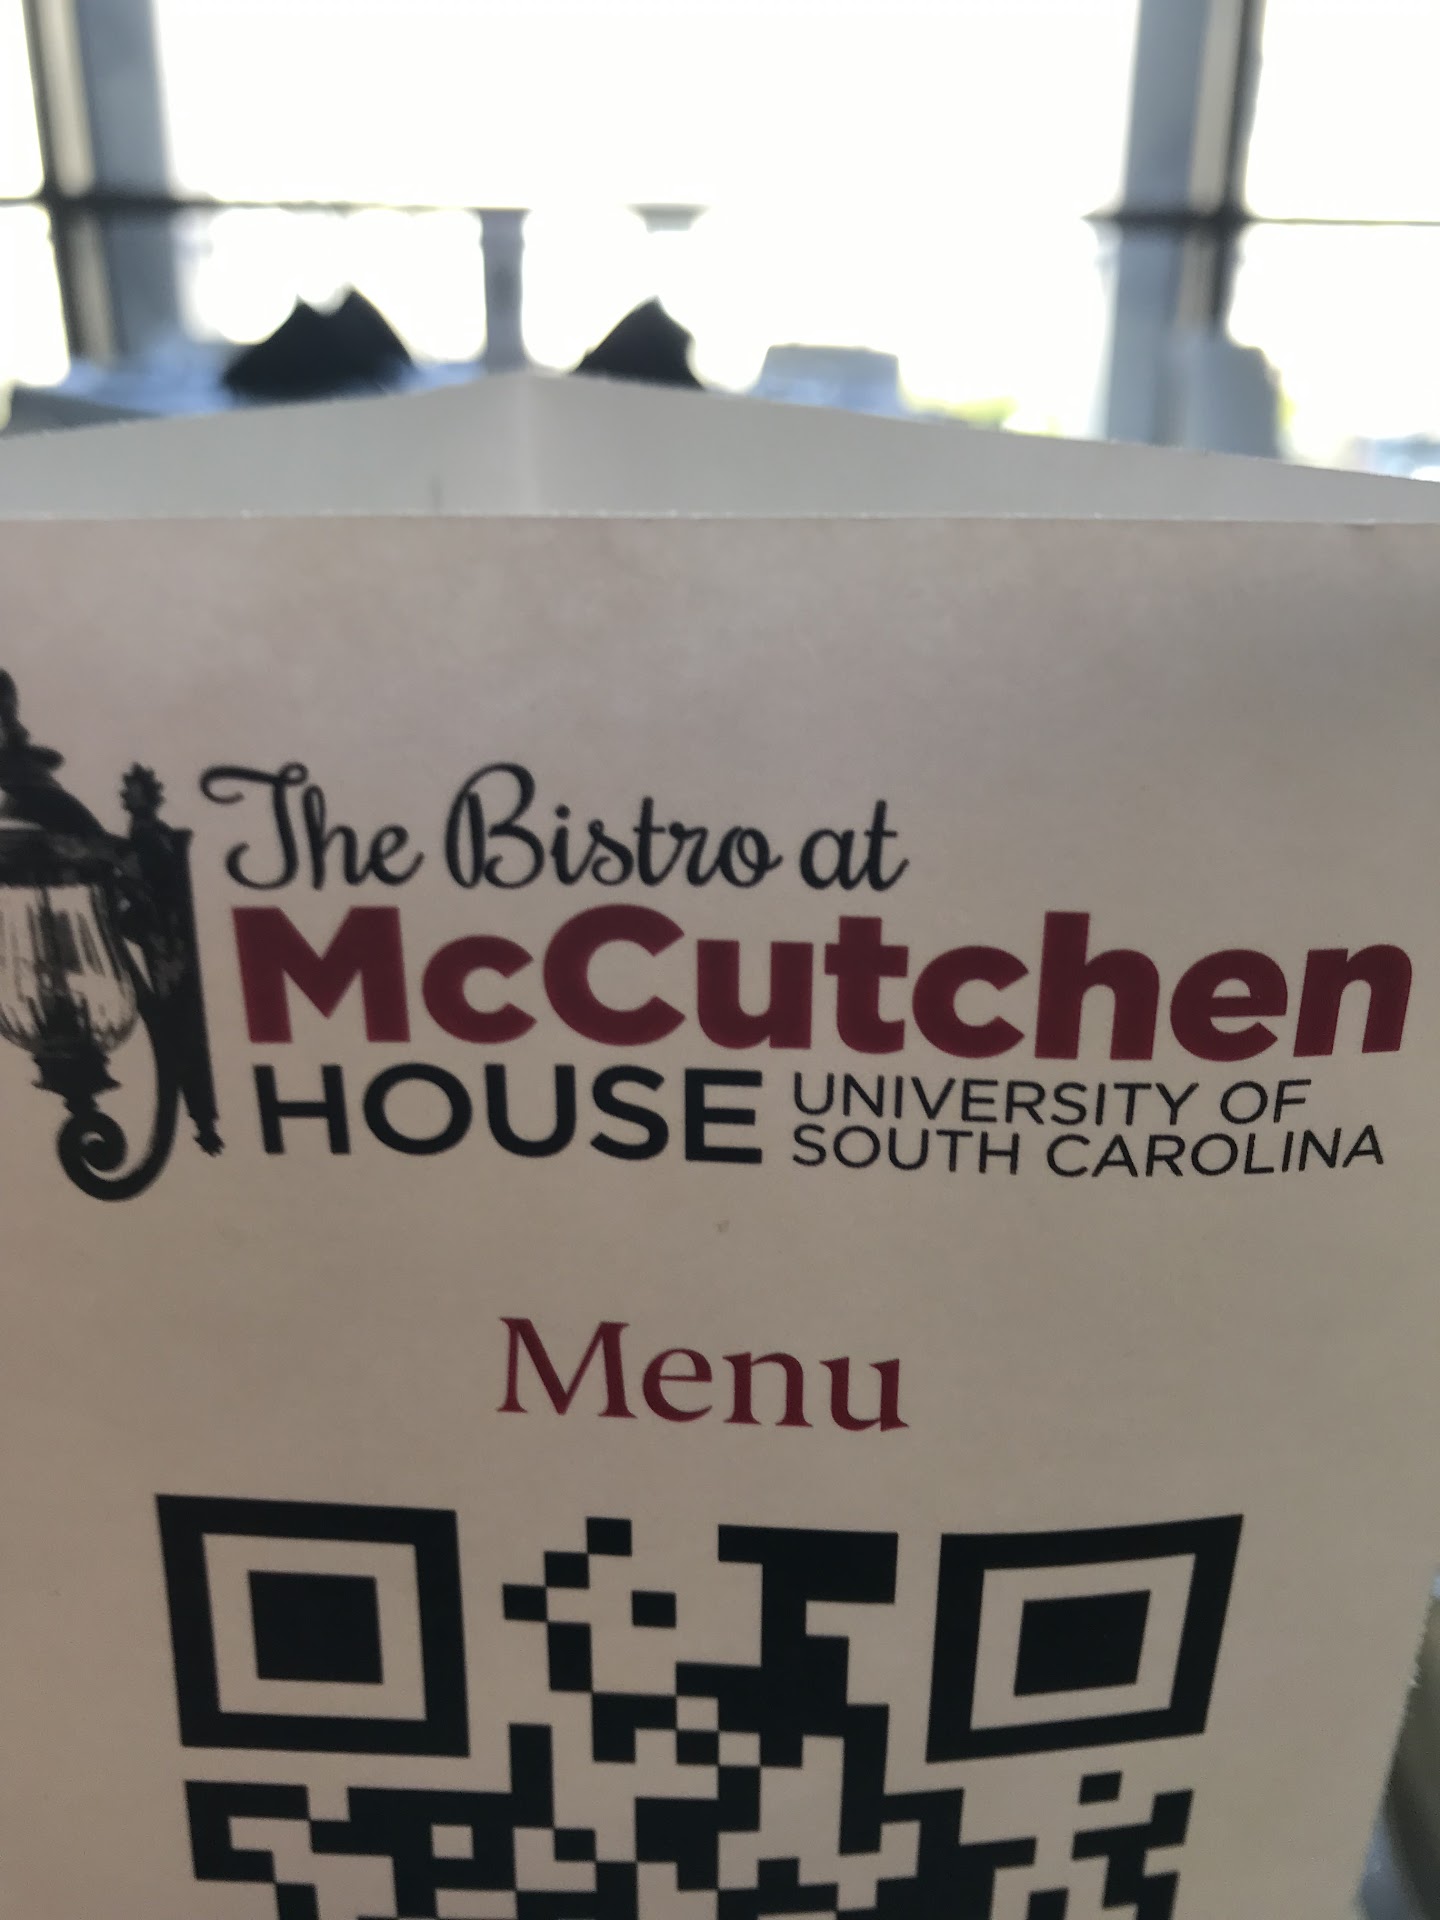 The Bistro at
McCutchen
HOUSE UNIVERSITY OF
SOUTH CAROLINA
Menu